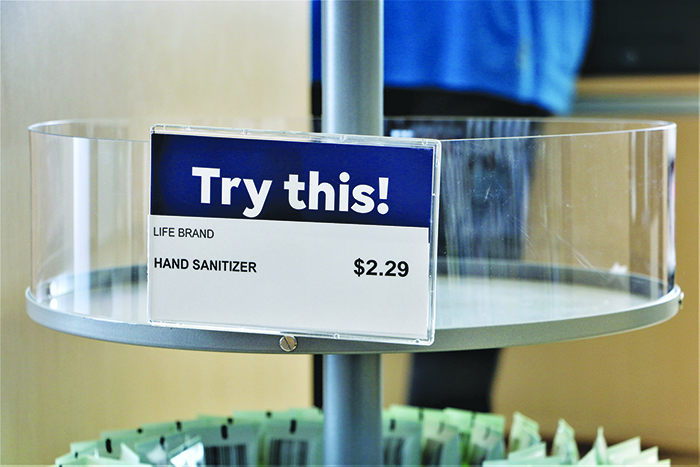 Try this!
LIFE BRAND
HAND SANITIZER $2.29